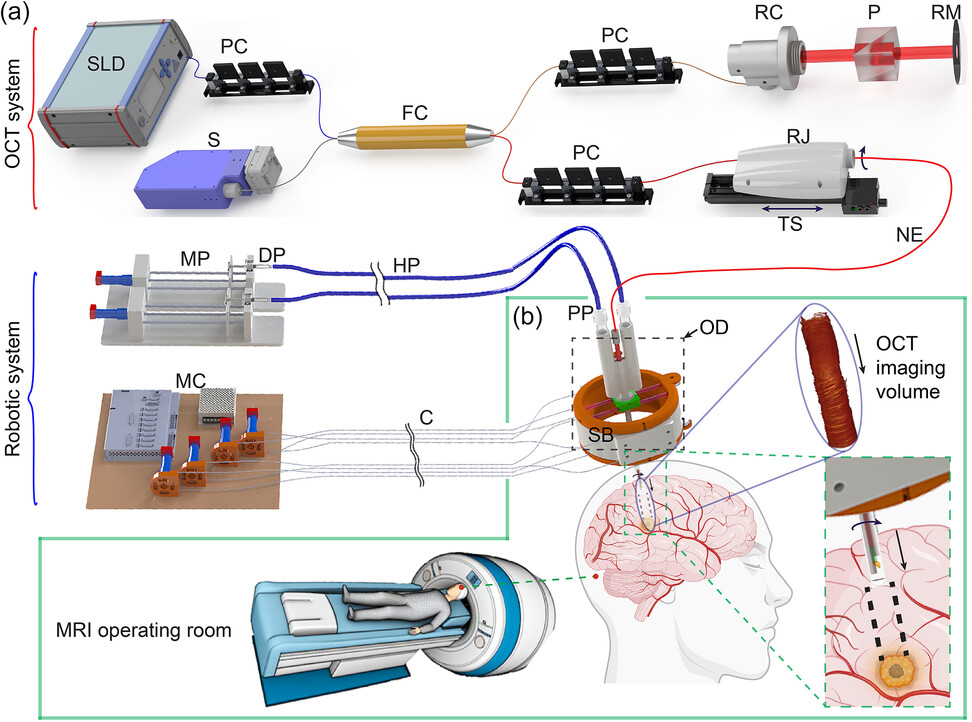 (a)
OCT system
SLD
PC
S
FC
PC
RC
P
RM
PC
RJ
TS
NE
Robotic system
MP
DP
HP
MC
C
(b)
PP
OD
SB
OCT
imaging
volume
MRI operating room